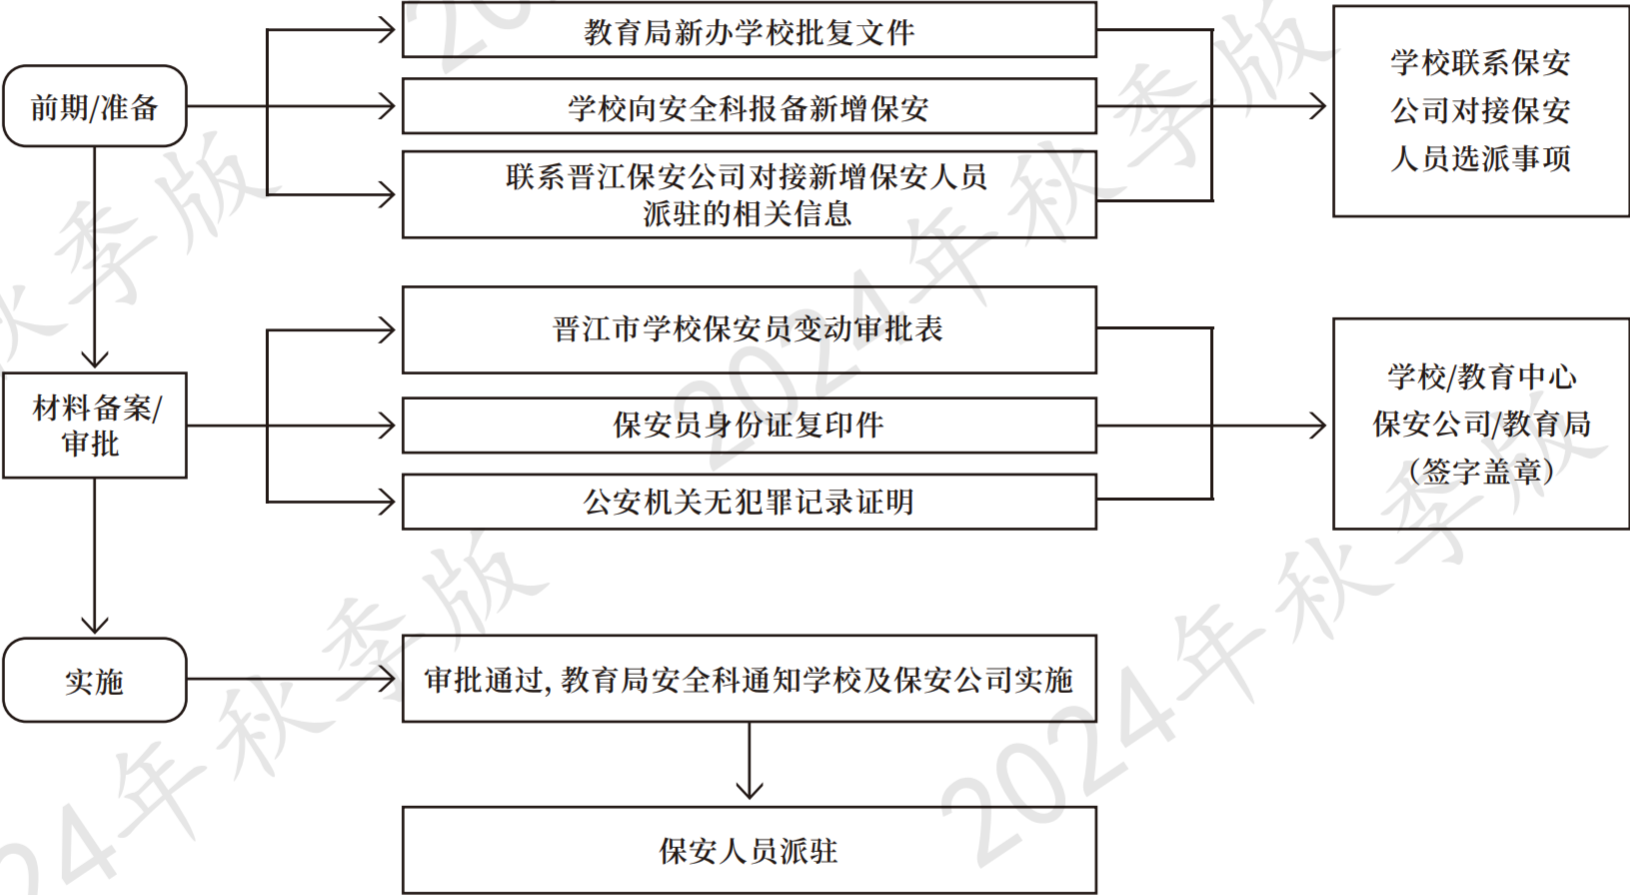 前期/准备
教育局新办学校批复文件
学校向安全科报备新增保安
联系晋江保安公司对接新增保安人员
派驻的相关信息
学校联系保安
公司对接保安
人员选派事项
材料备案/
审批
晋江市学校保安员变动审批表
保安员身份证复印件
公安机关无犯罪记录证明
学校/教育中心
保安公司/教育局
（签字盖章）
实施
审批通过, 教育局安全科通知学校及保安公司实施
保安人员派驻
2024年秋季版
2024年秋季版
24年秋季版
秋季版
20